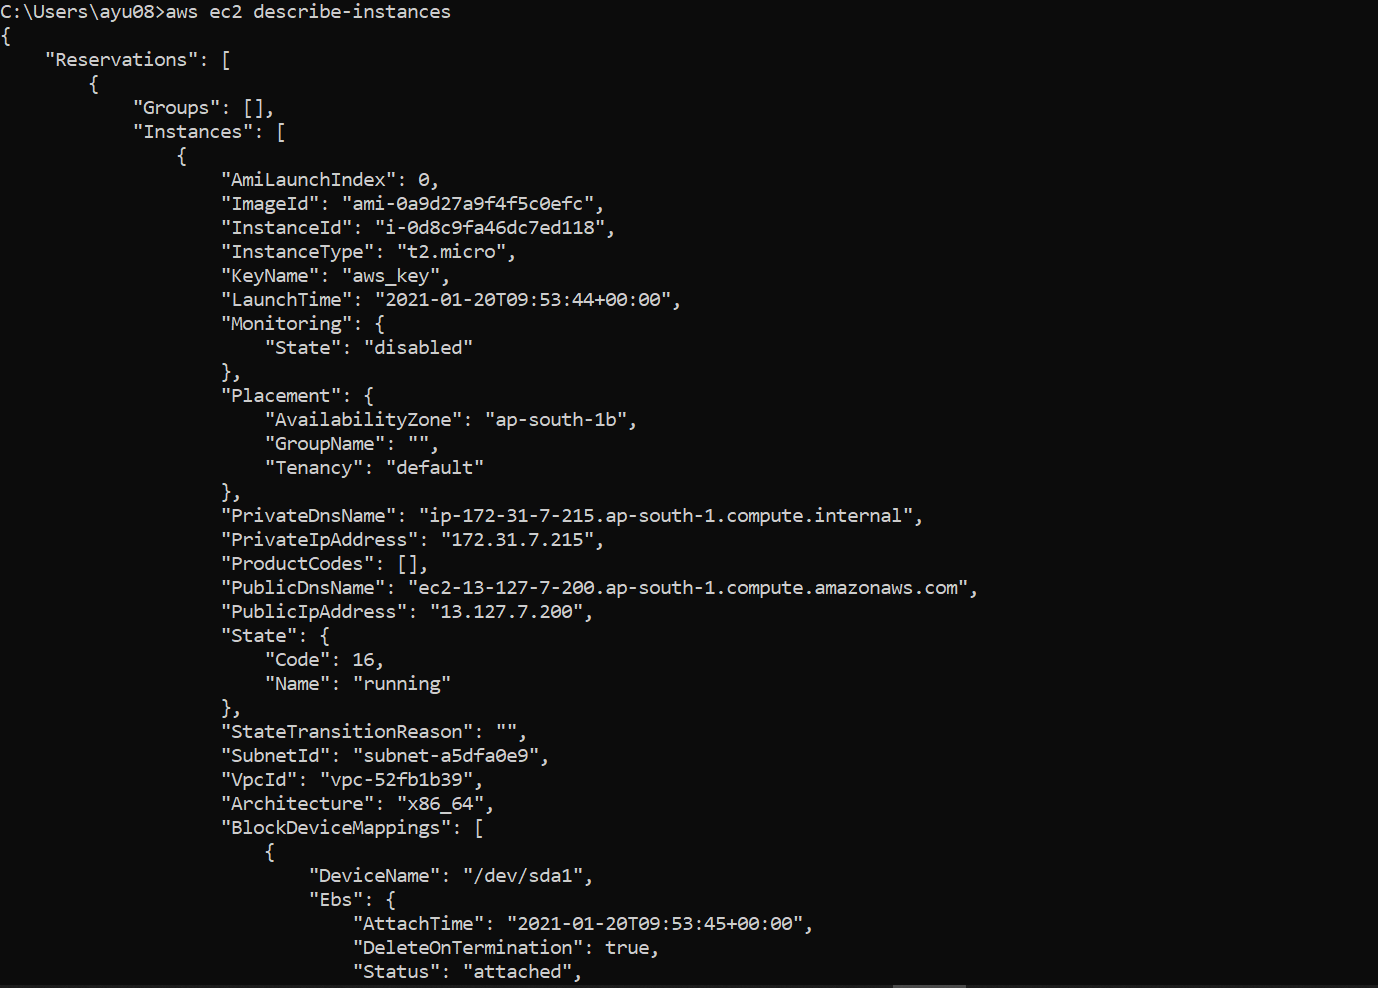 C:\Users\ayu08>aws ec2 describe-instances
{
    "Reservations": [
        {
            "Groups": [],
            "Instances": [
                {
                    "AmiLaunchIndex": 0,
                    "ImageId": "ami-0a9d27a9f4f5c0efc",
                    "InstanceId": "i-0d8c9fa46dc7ed118",
                    "InstanceType": "t2.micro",
                    "KeyName": "aws_key",
                    "LaunchTime": "2021-01-20T09:53:44+00:00",
                    "Monitoring": {
                        "State": "disabled"
                    },
                    "Placement": {
                        "AvailabilityZone": "ap-south-1b",
                        "GroupName": "",
                        "Tenancy": "default"
                    },
                    "PrivateDnsName": "ip-172-31-7-215.ap-south-1.compute.internal",
                    "PrivateIpAddress": "172.31.7.215",
                    "ProductCodes": [],
                    "PublicDnsName": "ec2-13-127-7-200.ap-south-1.compute.amazonaws.com",
                    "PublicIpAddress": "13.127.7.200",
                    "State": {
                        "Code": 16,
                        "Name": "running"
                    },
                    "StateTransitionReason": "",
                    "SubnetId": "subnet-a5dfa0e9",
                    "VpcId": "vpc-52fb1b39",
                    "Architecture": "x86_64",
                    "BlockDeviceMappings": [
                        {
                            "DeviceName": "/dev/sda1",
                            "Ebs": {
                                "AttachTime": "2021-01-20T09:53:45+00:00",
                                "DeleteOnTermination": true,
                                "Status": "attached",